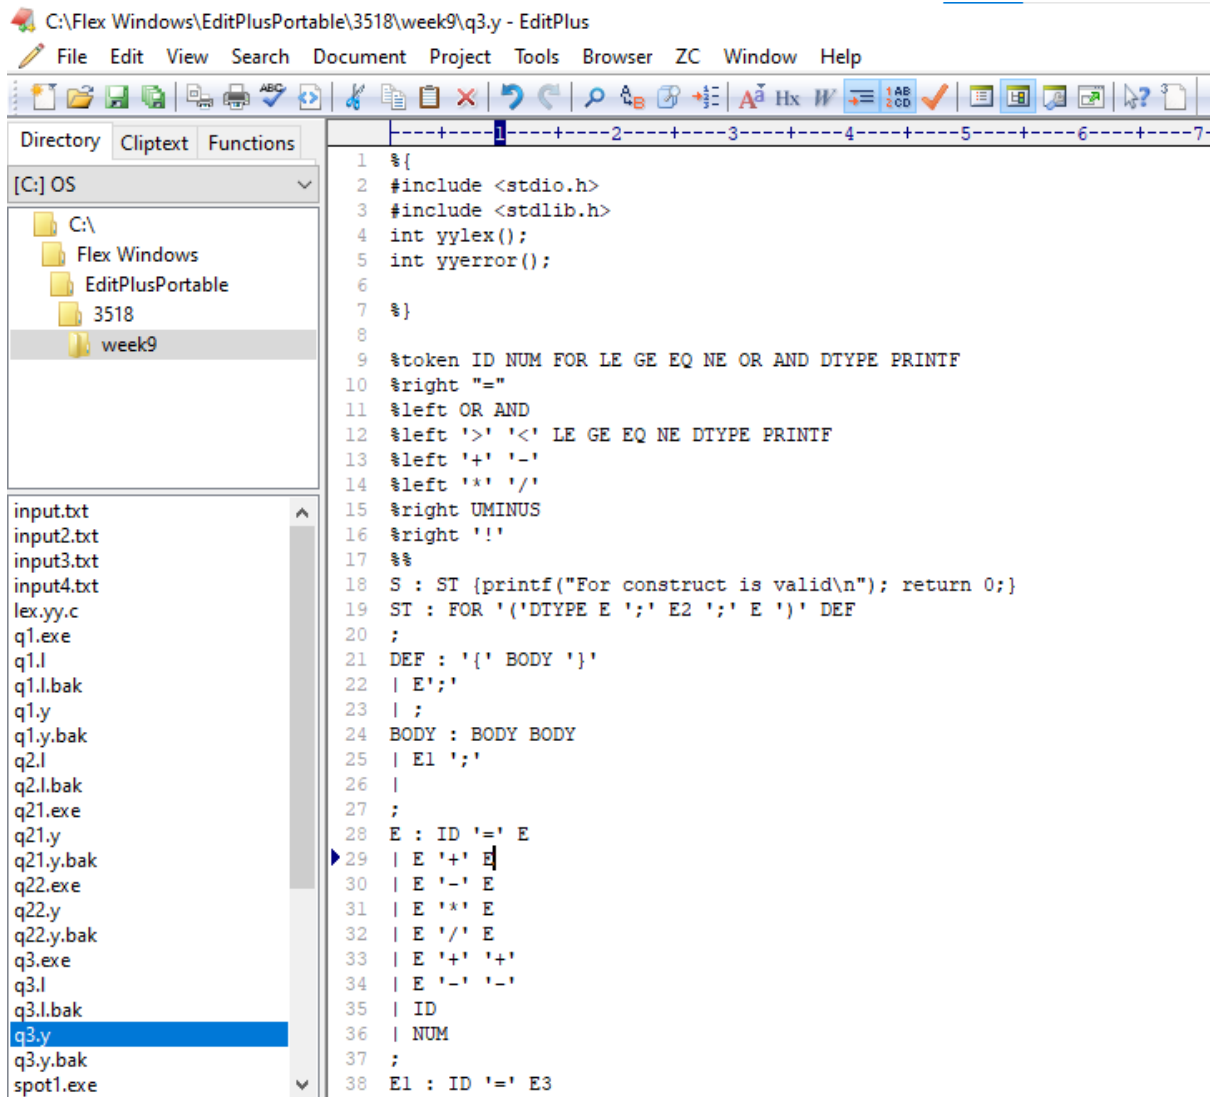 C:\Flex Windows\EditPlusPortable\3518\week9\q3.y - EditPlus
File Edit View Search Document Project Tools Browser ZC Window Help
Directory Cliptext Functions
[C:] OS
C:\
Flex Windows
EditPlusPortable
3518
week9
input.txt
input2.txt
input3.txt
input4.txt
lex.yy.c
q1.exe
q1.l
q1.l.bak
q1.y
q1.y.bak
q2.l
q2.l.bak
q21.exe
q21.y
q21.y.bak
q22.exe
q22.y
q22.y.bak
q3.exe
q3.l
q3.l.bak
q3.y
q3.y.bak
spot1.exe
----+----1----+----2----+----3----+----4----+----5----+----6----+----7-
1 %{
2 #include <stdio.h>
3 #include <stdlib.h>
4 int yylex();
5 int yyerror();
6
7 %}
8
9 %token ID NUM FOR LE GE EQ NE OR AND DTYPE PRINTF
10 %right "="
11 %left OR AND
12 %left '>' '<' LE GE EQ NE DTYPE PRINTF
13 %left '+' '-'
14 %left '*' '/'
15 %right UMINUS
16 %right '!'
17 %%
18 S : ST {printf("For construct is valid\n"); return 0;}
19 ST : FOR '('DTYPE E ';' E2 ';' E ')' DEF
20 ;
21 DEF : '{' BODY '}'
22 | E';'
23 | ;
24 BODY : BODY BODY
25 | E1 ';'
26 |
27 ;
28 E : ID '=' E
29 | E '+' E
30 | E '-' E
31 | E '*' E
32 | E '/' E
33 | E '+' '+'
34 | E '-' '-'
35 | ID
36 | NUM
37 ;
38 E1 : ID '=' E3